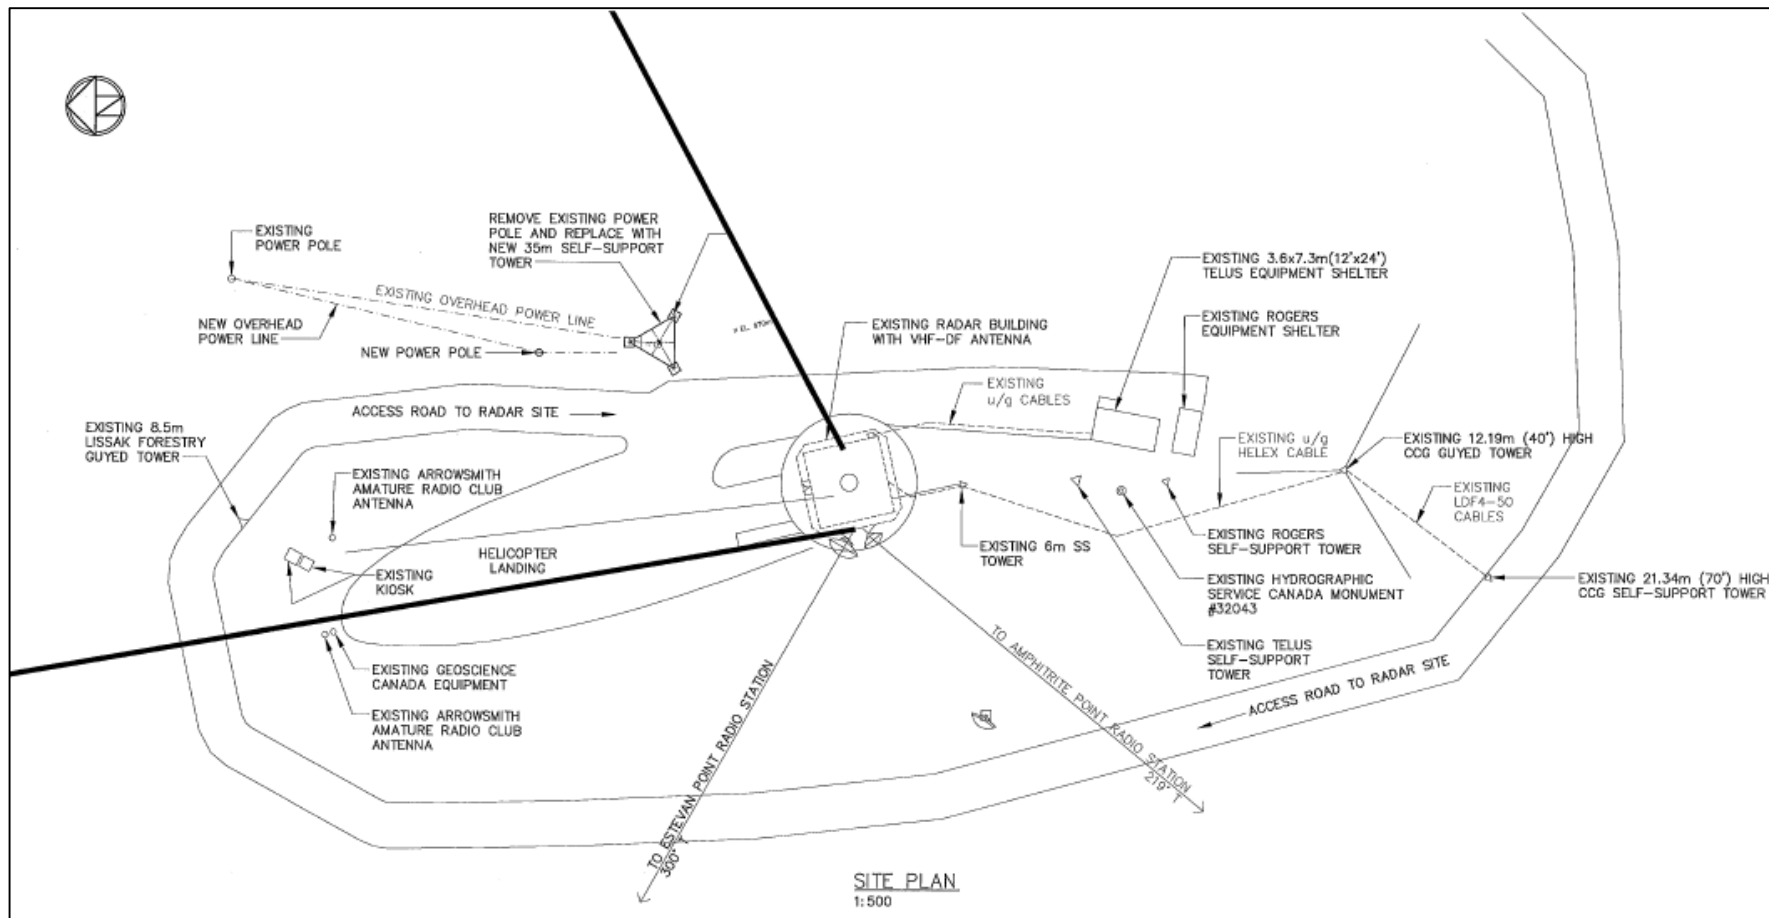 EXISTING
POWER POLE
REMOVE EXISTING POWER
POLE AND REPLACE WITH
NEW 35m SELF-SUPPORT
TOWER
EXISTING OVERHEAD POWER LINE
NEW OVERHEAD
POWER LINE
NEW POWER POLE
EXISTING RADAR BUILDING
WITH VHF-DF ANTENNA
EXISTING 3.6x7.3m(12'x24')
TELUS EQUIPMENT SHELTER
EXISTING ROGERS
EQUIPMENT SHELTER
EXISTING
u/g CABLES
ACCESS ROAD TO RADAR SITE
EXISTING 8.5m
LISSAK FORESTRY
GUYED TOWER
EXISTING ARROWSMITH
AMATURE RADIO CLUB
ANTENNA
EXISTING u/g
HELEX CABLE
EXISTING 12.19m (40') HIGH
CCG GUYED TOWER
EXISTING
LDF4-50
CABLES
HELICOPTER
LANDING
EXISTING
KIOSK
EXISTING 6m SS
TOWER
EXISTING ROGERS
SELF-SUPPORT TOWER
EXISTING HYDROGRAPHIC
SERVICE CANADA MONUMENT
#32043
EXISTING 21.34m (70') HIGH
CCG SELF-SUPPORT TOWER
EXISTING TELUS
SELF-SUPPORT
TOWER
EXISTING GEOSCIENCE
CANADA EQUIPMENT
EXISTING ARROWSMITH
AMATURE RADIO CLUB
ANTENNA
TO ESTEVAN POINT RADIO STATION
300° T
TO AMPHITRITE POINT RADIO STATION
219° T
ACCESS ROAD TO RADAR SITE
SITE PLAN
1:500